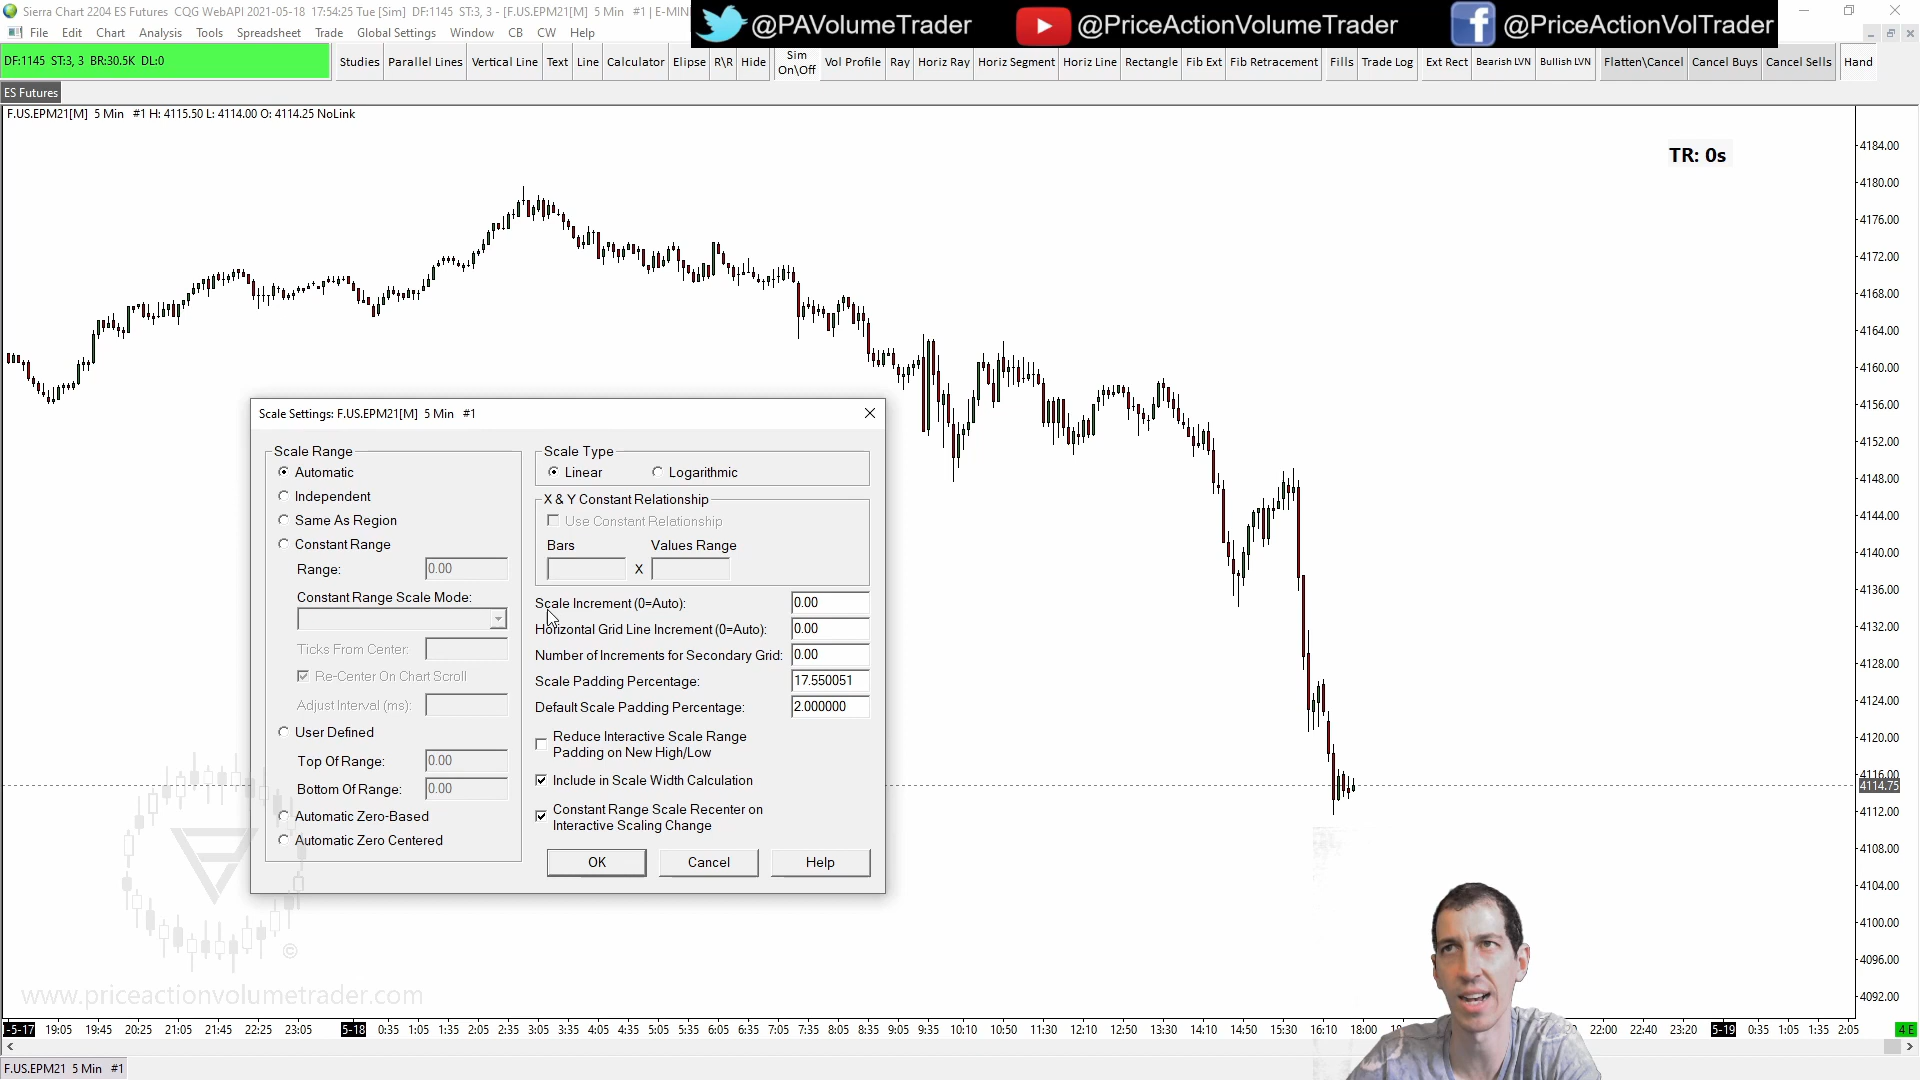 Sierra Chart 2204 ES Futures CQG WebAPI 2021-05-18 17:54:25 Tue [Sim] DF:1145 ST:3, 3 - [F.US.EPM21[M] 5 Min #1 | E-MIN
@PAVolumeTrader @PriceActionVolumeTrader @PriceActionVolTrader
File Edit Chart Analysis Tools Spreadsheet Trade Global Settings Window CB CW Help
DF:1145 ST:3, 3 BR:30.5K DL:0
Studies Parallel Lines Vertical Line Text Line Calculator Elipse R\R Hide Sim On\Off Vol Profile Ray Horiz Ray Horiz Segment Horiz Line Rectangle Fib Ext Fib Retracement Fills Trade Log Ext Rect Bearish LVN Bullish LVN Flatten\Cancel Cancel Buys Cancel Sells Hand
ES Futures
F.US.EPM21[M] 5 Min #1 H: 4115.50 L: 4114.00 O: 4114.25 NoLink
TR: 0s
4184.00
4180.00
4176.00
4172.00
4168.00
4164.00
4160.00
4156.00
4152.00
4148.00
4144.00
4140.00
4136.00
4132.00
4128.00
4124.00
4120.00
4116.00
4114.75
4112.00
4108.00
4104.00
4100.00
4096.00
4092.00
Scale Settings: F.US.EPM21[M] 5 Min #1
Scale Range
Automatic
Independent
Same As Region
Constant Range
Range: 0.00
Constant Range Scale Mode:
Ticks From Center:
Re-Center On Chart Scroll
Adjust Interval (ms):
User Defined
Top Of Range: 0.00
Bottom Of Range: 0.00
Automatic Zero-Based
Automatic Zero Centered
Scale Type
Linear Logarithmic
X & Y Constant Relationship
Use Constant Relationship
Bars Values Range
X
Scale Increment (0=Auto): 0.00
Horizontal Grid Line Increment (0=Auto): 0.00
Number of Increments for Secondary Grid: 0.00
Scale Padding Percentage: 17.550051
Default Scale Padding Percentage: 2.000000
Reduce Interactive Scale Range
Padding on New High/Low
Include in Scale Width Calculation
Constant Range Scale Recenter on
Interactive Scaling Change
OK Cancel Help
©
www.priceactionvolumetrader.com
-5-17 19:05 19:45 20:25 21:05 21:45 22:25 23:05 5-18 0:35 1:05 1:35 2:05 2:35 3:05 3:35 4:05 4:35 5:05 5:35 6:05 6:35 7:05 7:35 8:05 8:35 9:05 9:35 10:10 10:50 11:30 12:10 12:50 13:30 14:10 14:50 15:30 16:10 18:00 22:00 22:40 23:20 5-19 0:35 1:05 1:35 2:05
4 E
F.US.EPM21 5 Min #1